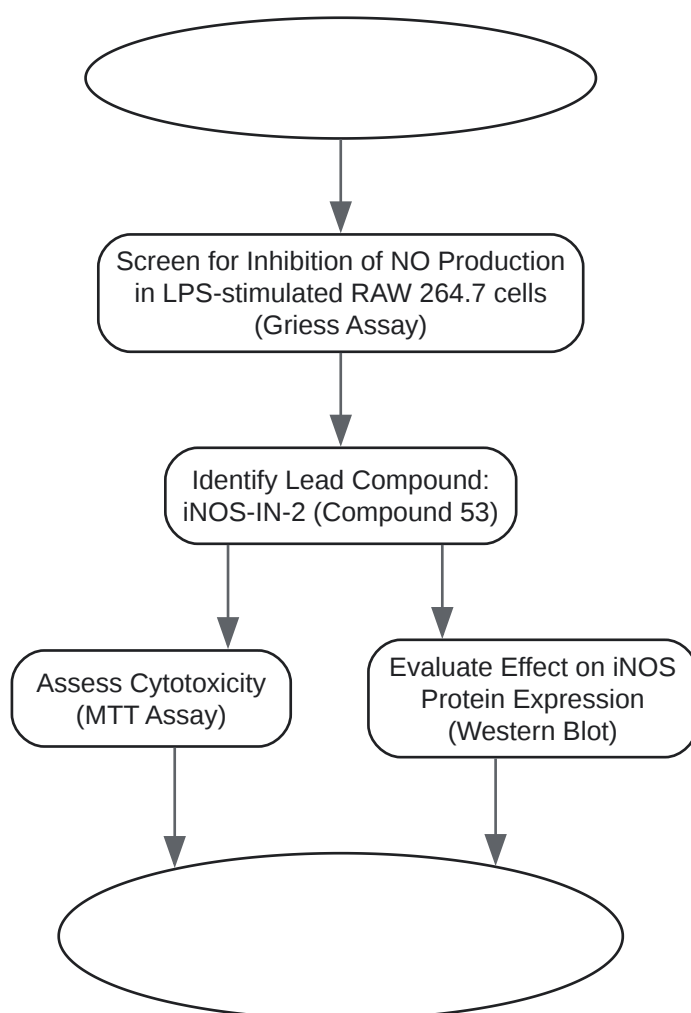 Screen for Inhibition of NO Production
in LPS-stimulated RAW 264.7 cells
(Griess Assay)
Identify Lead Compound:
iNOS-IN-2 (Compound 53)
Assess Cytotoxicity
(MTT Assay)
Evaluate Effect on iNOS
Protein Expression
(Western Blot)